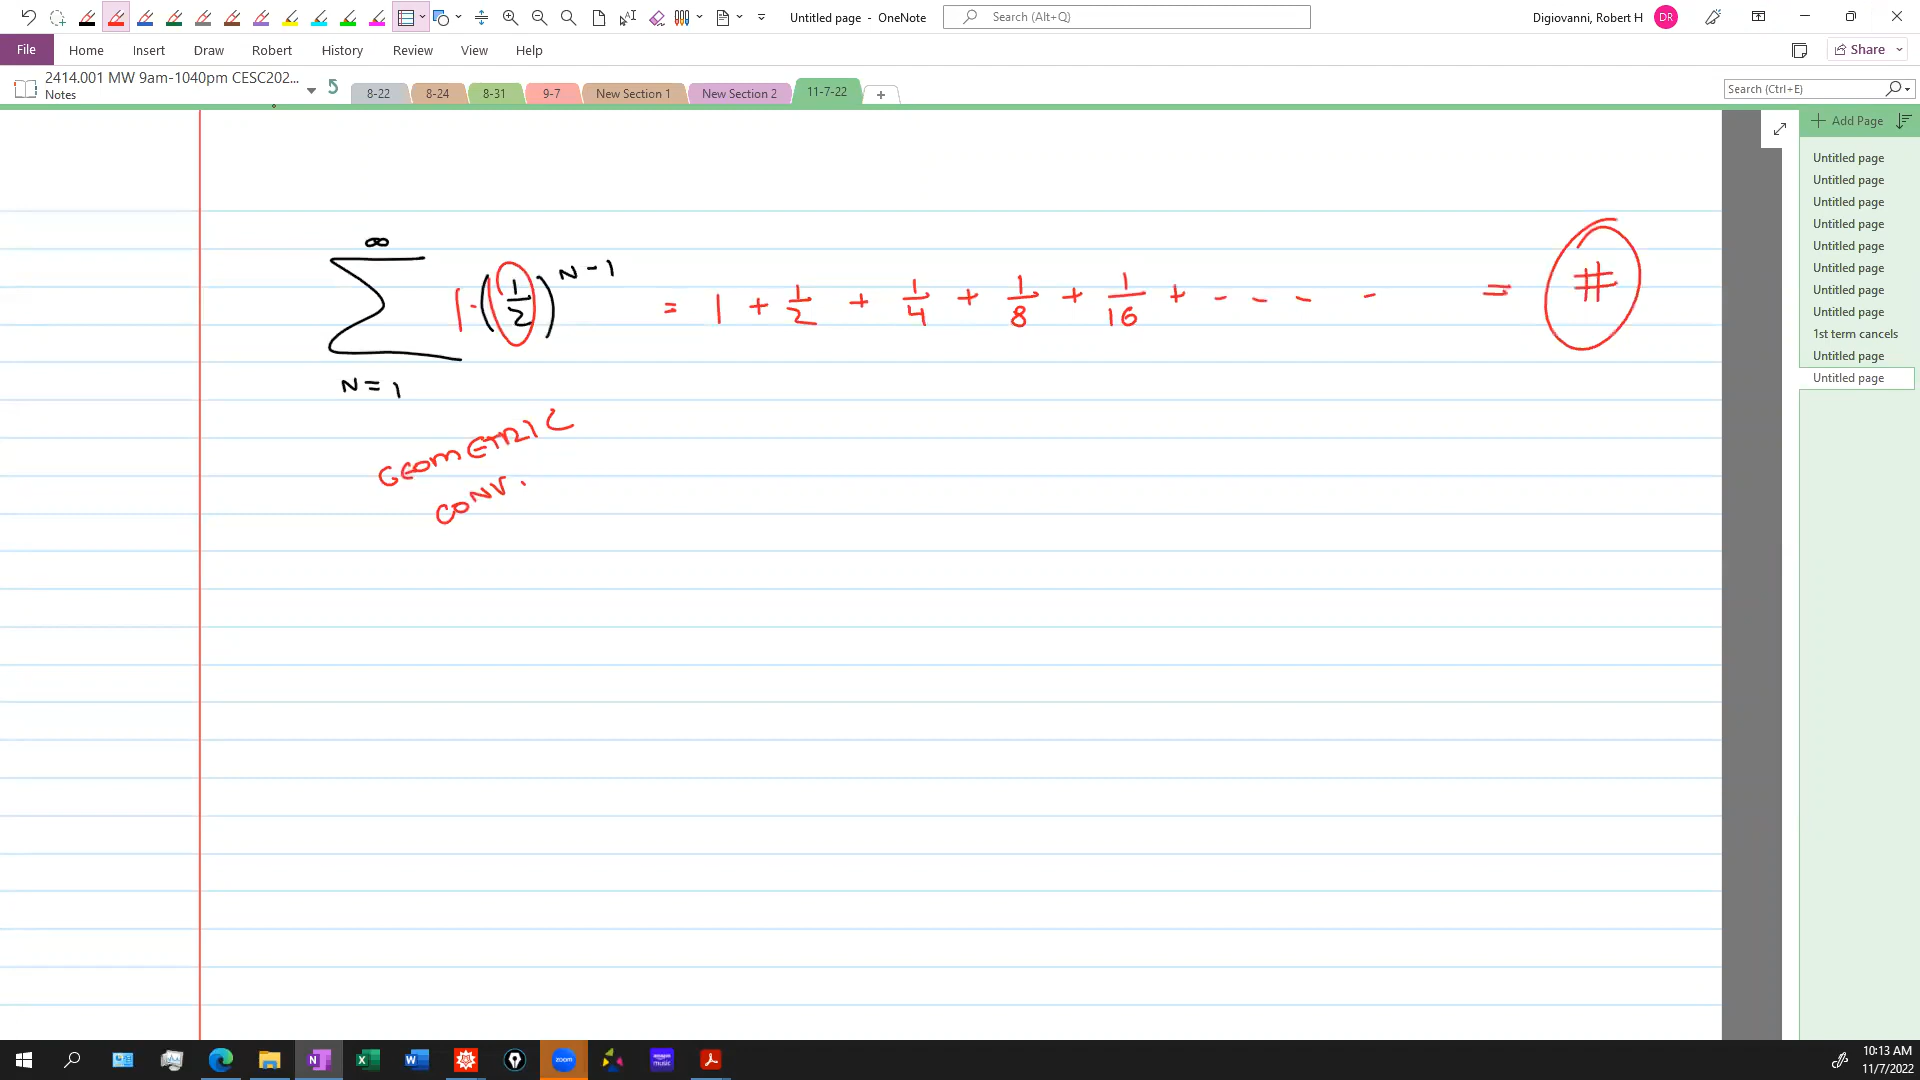 Untitled page - OneNote
Search (Alt+Q)
Digiovanni, Robert H
DR
File Home Insert Draw Robert History Review View Help
Share
2414.001 MW 9am-1040pm CESC202...
Notes
8-22 8-24 8-31 9-7 New Section 1 New Section 2 11-7-22
Search (Ctrl+E)
Add Page
Untitled page
Untitled page
Untitled page
Untitled page
Untitled page
Untitled page
Untitled page
Untitled page
1st term cancels
Untitled page
Untitled page
∞
∑ 1·(1/2)^N-1 = 1 + 1/2 + 1/4 + 1/8 + 1/16 + - - - - = #
N = 1
GEOMETRIC
CONV.
zoom
amazon music
10:13 AM
11/7/2022